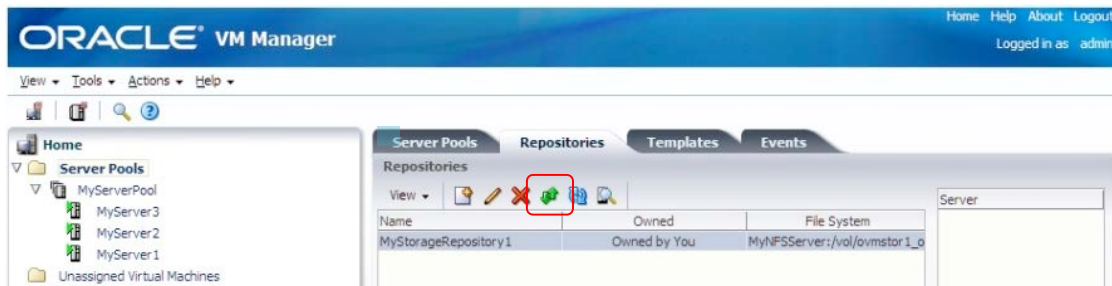 Home Help About Logout
ORACLE VM Manager
Logged in as admin
View Tools Actions Help
Home
Server Pools
MyServerPool
MyServer3
MyServer2
MyServer1
Unassigned Virtual Machines
Server Pools Repositories Templates Events
Repositories
View
Name Owned File System
MyStorageRepository1 Owned by You MyNFSServer:/vol/ovmstor1_o
Server